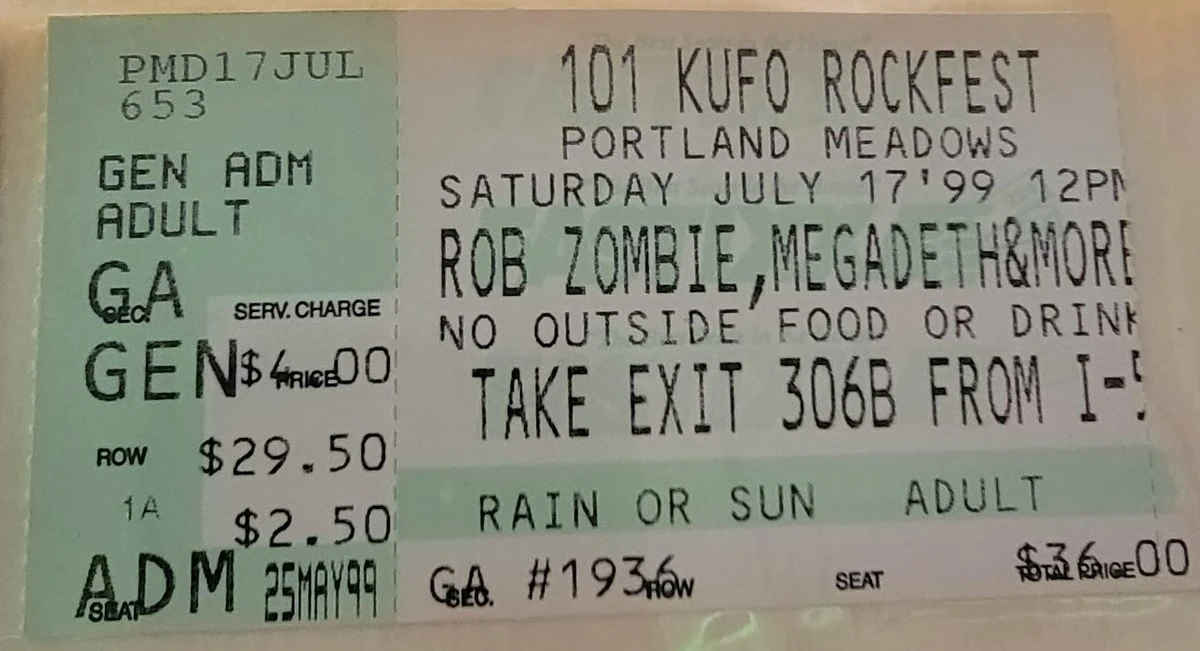 PMD17JUL
653
GEN ADM
ADULT
GA
SEC.
SERV. CHARGE
GEN $4.00
PRICE
ROW $29.50
1A
$2.50
ADM 25MAY99
SEAT
101 KUFO ROCKFEST
PORTLAND MEADOWS
SATURDAY JULY 17'99 12PM
ROB ZOMBIE,MEGADETH&MORE
NO OUTSIDE FOOD OR DRINK
TAKE EXIT 306B FROM I-5
RAIN OR SUN ADULT
GA #1936 $36.00
SEC. ROW SEAT TOTAL PRICE